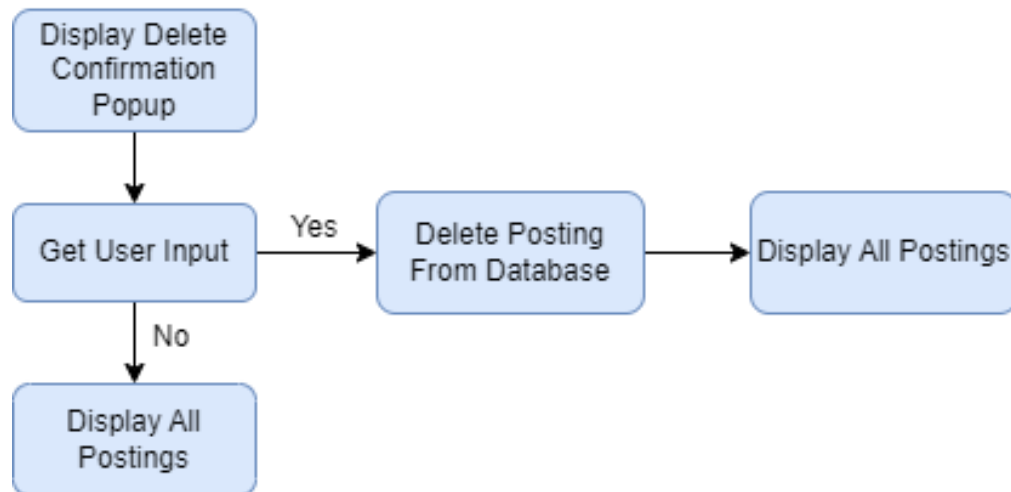 Display Delete
Confirmation
Popup
Get User Input
Yes
Delete Posting
From Database
Display All Postings
No
Display All
Postings